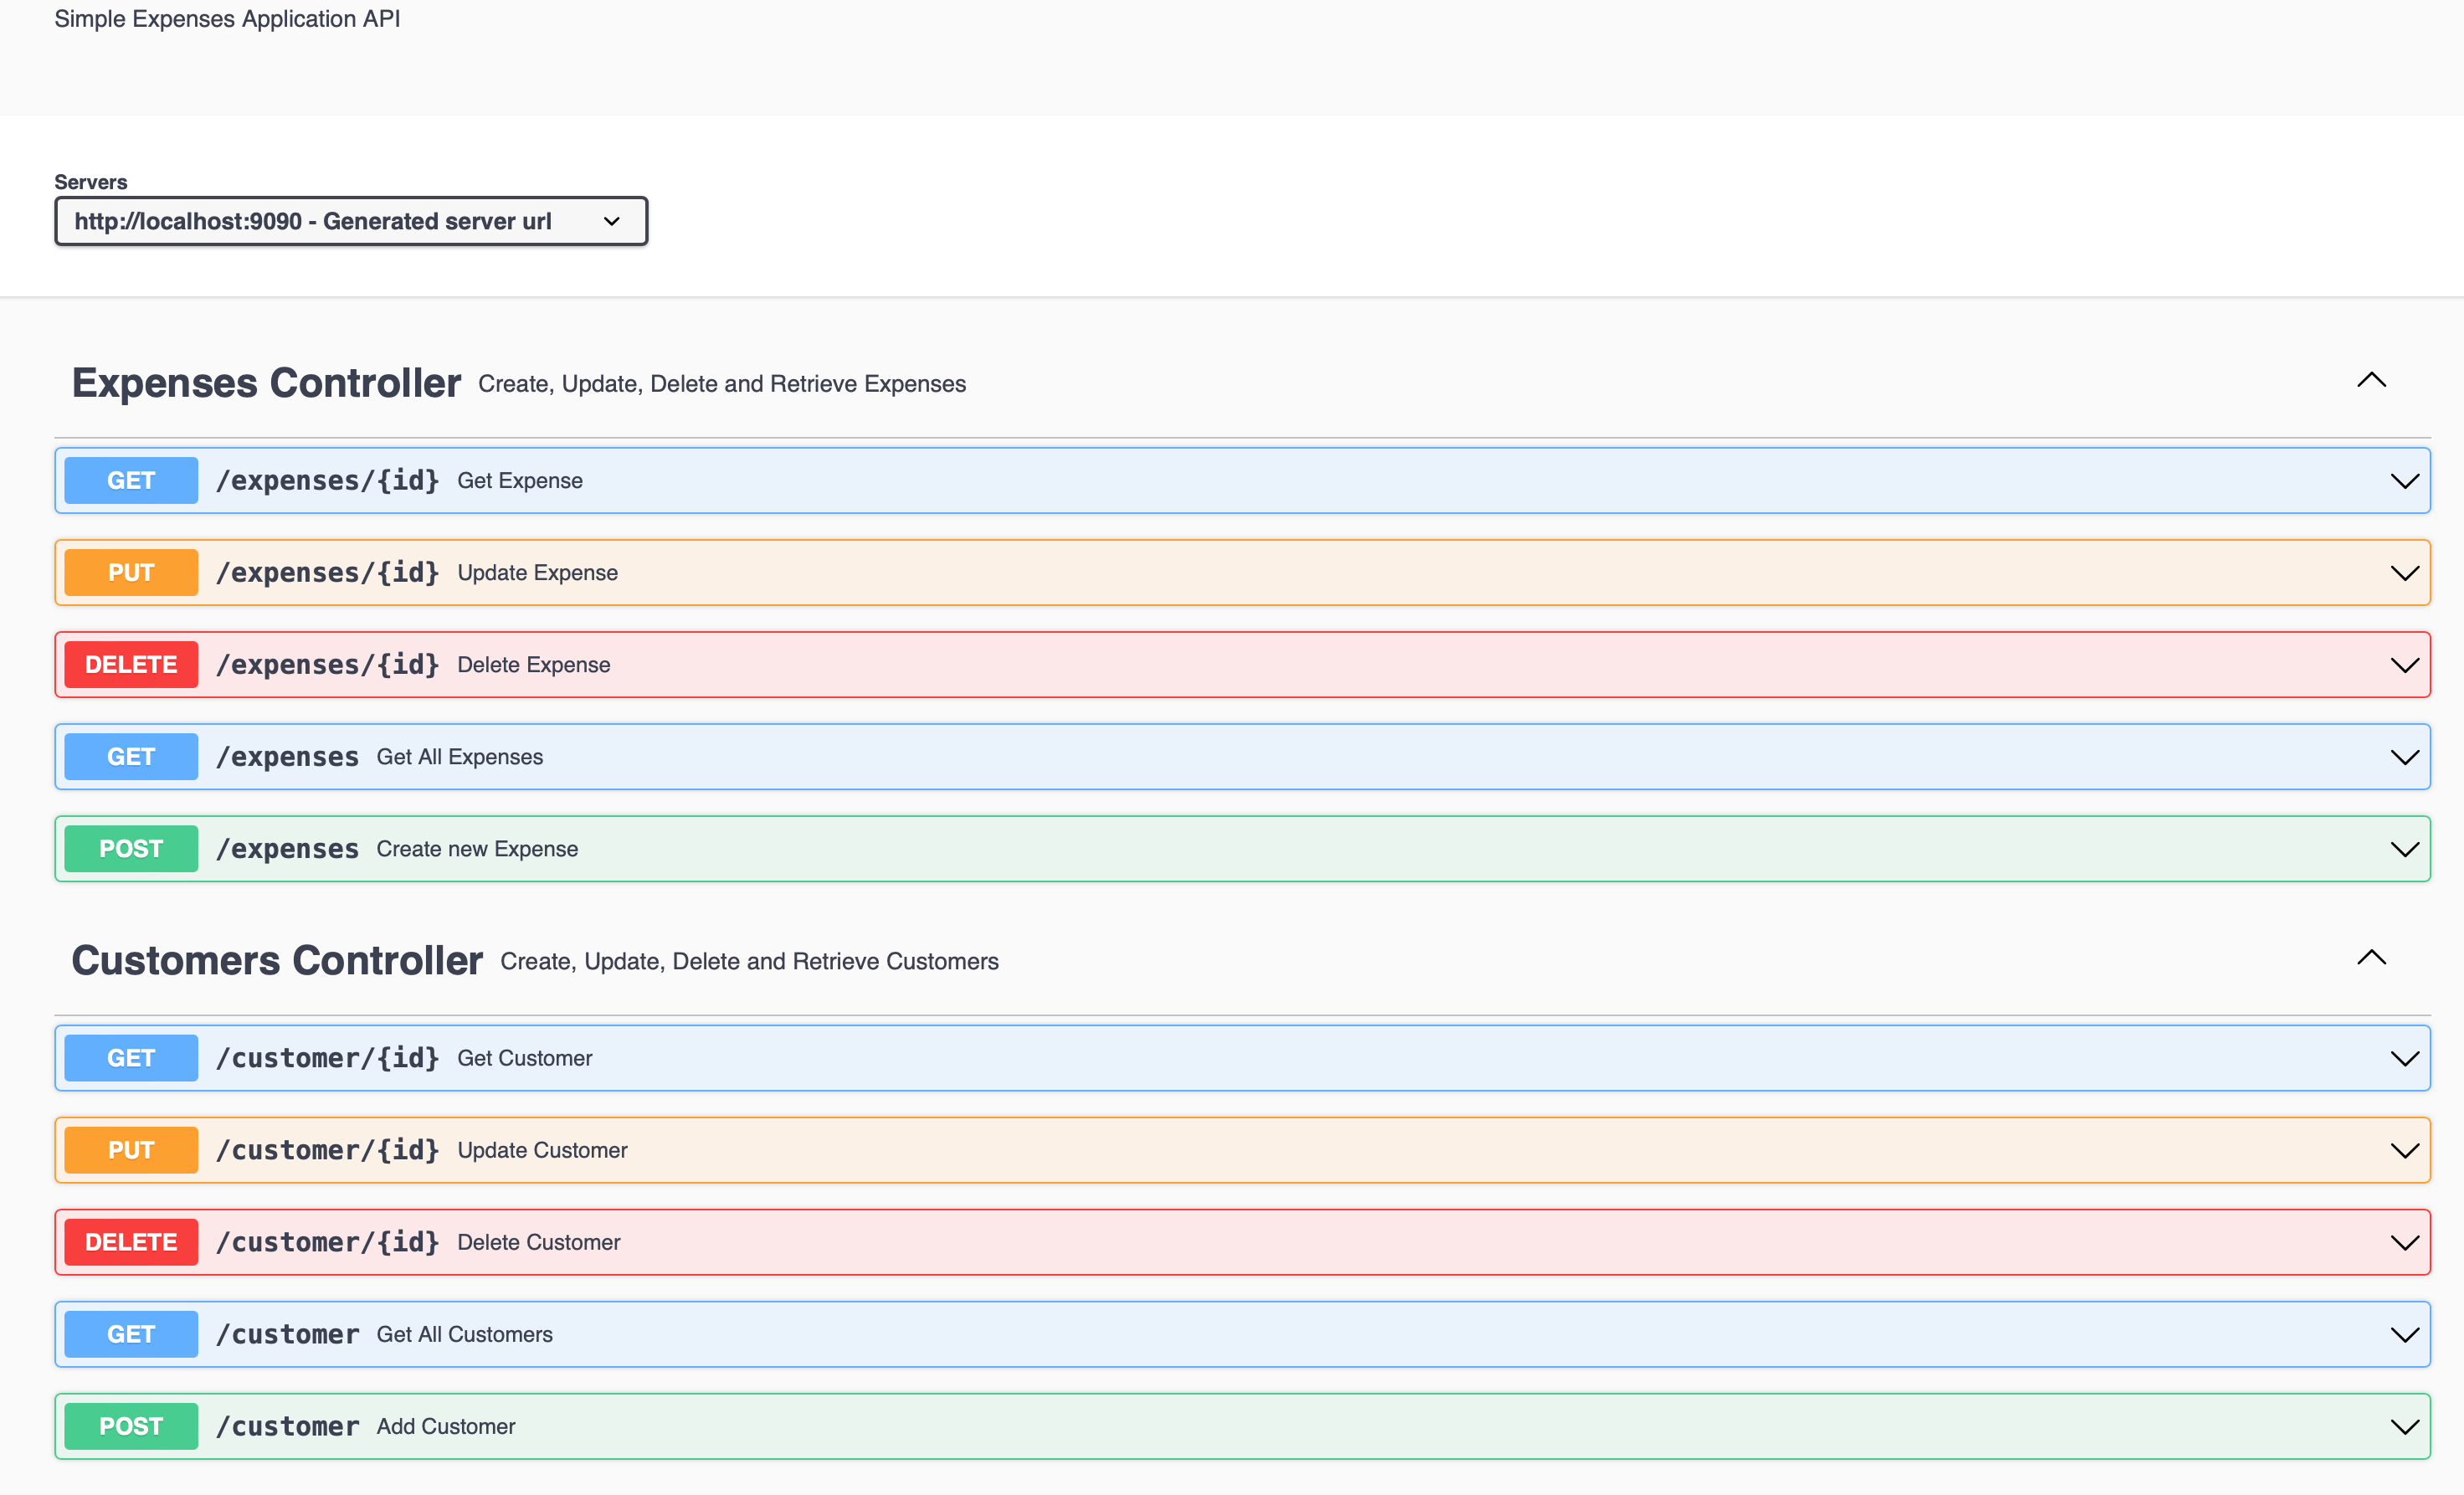 Simple Expenses Application API
Servers
http://localhost:9090 - Generated server url
Expenses Controller Create, Update, Delete and Retrieve Expenses
GET /expenses/{id} Get Expense
PUT /expenses/{id} Update Expense
DELETE /expenses/{id} Delete Expense
GET /expenses Get All Expenses
POST /expenses Create new Expense
Customers Controller Create, Update, Delete and Retrieve Customers
GET /customer/{id} Get Customer
PUT /customer/{id} Update Customer
DELETE /customer/{id} Delete Customer
GET /customer Get All Customers
POST /customer Add Customer